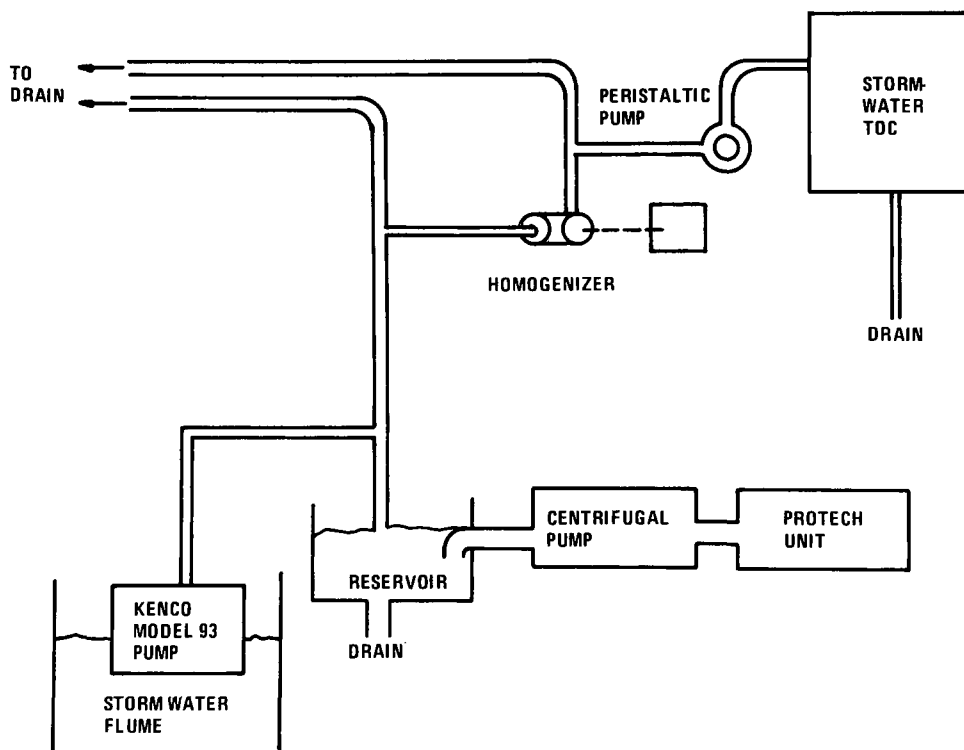 TO
DRAIN
PERISTALTIC
PUMP
STORM-
WATER
TOC
HOMOGENIZER
DRAIN
CENTRIFUGAL
PUMP
PROTECH
UNIT
RESERVOIR
DRAIN
KENCO
MODEL 93
PUMP
STORM WATER
FLUME